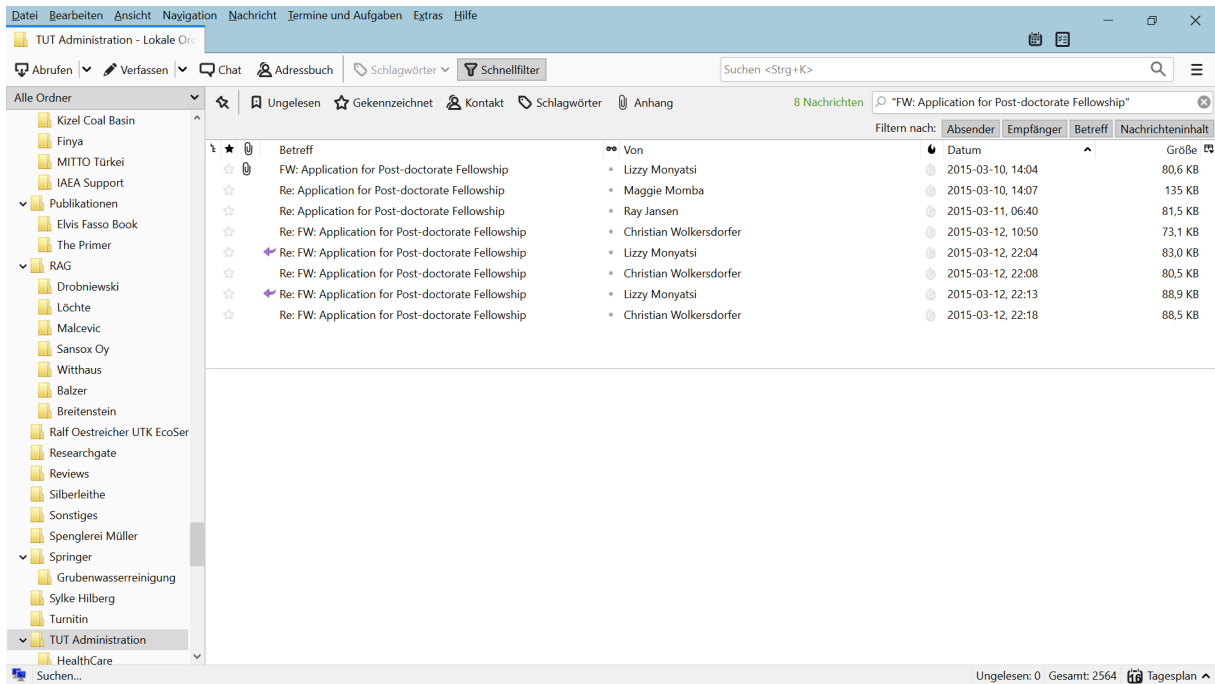 Datei Bearbeiten Ansicht Navigation Nachricht Termine und Aufgaben Extras Hilfe
TUT Administration - Lokale Ord
Abrufen Verfassen Chat Adressbuch Schlagwörter Schnellfilter Suchen <Strg+K>
Alle Ordner
Ungelesen Gekennzeichnet Kontakt Schlagwörter Anhang 8 Nachrichten "FW: Application for Post-doctorate Fellowship"
Filtern nach: Absender Empfänger Betreff Nachrichteninhalt
Kizel Coal Basin
Finya
MITTO Türkei
IAEA Support
Publikationen
Elvis Fasso Book
The Primer
RAG
Drobniewski
Löchte
Malcevic
Sansox Oy
Witthaus
Balzer
Breitenstein
Ralf Oestreicher UTK EcoSer
Researchgate
Reviews
Silberleithe
Sonstiges
Spenglerei Müller
Springer
Grubenwasserreinigung
Sylke Hilberg
Turnitin
TUT Administration
HealthCare
Betreff Von Datum Größe
FW: Application for Post-doctorate Fellowship Lizzy Monyatsi 2015-03-10, 14:04 80,6 KB
Re: Application for Post-doctorate Fellowship Maggie Momba 2015-03-10, 14:07 135 KB
Re: Application for Post-doctorate Fellowship Ray Jansen 2015-03-11, 06:40 81,5 KB
Re: FW: Application for Post-doctorate Fellowship Christian Wolkersdorfer 2015-03-12, 10:50 73,1 KB
Re: FW: Application for Post-doctorate Fellowship Lizzy Monyatsi 2015-03-12, 22:04 83,0 KB
Re: FW: Application for Post-doctorate Fellowship Christian Wolkersdorfer 2015-03-12, 22:08 80,5 KB
Re: FW: Application for Post-doctorate Fellowship Lizzy Monyatsi 2015-03-12, 22:13 88,9 KB
Re: FW: Application for Post-doctorate Fellowship Christian Wolkersdorfer 2015-03-12, 22:18 88,5 KB
Suchen... Ungelesen: 0 Gesamt: 2564 16 Tagesplan